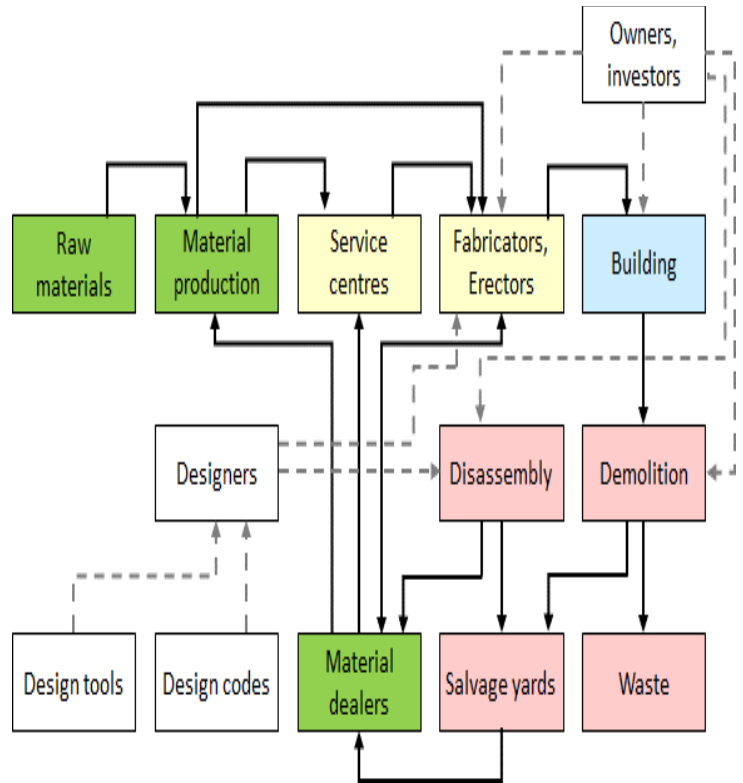 Owners,
investors
Raw
materials
Material
production
Service
centres
Fabricators,
Erectors
Building
Designers
Disassembly
Demolition
Design tools
Design codes
Material
dealers
Salvage yards
Waste